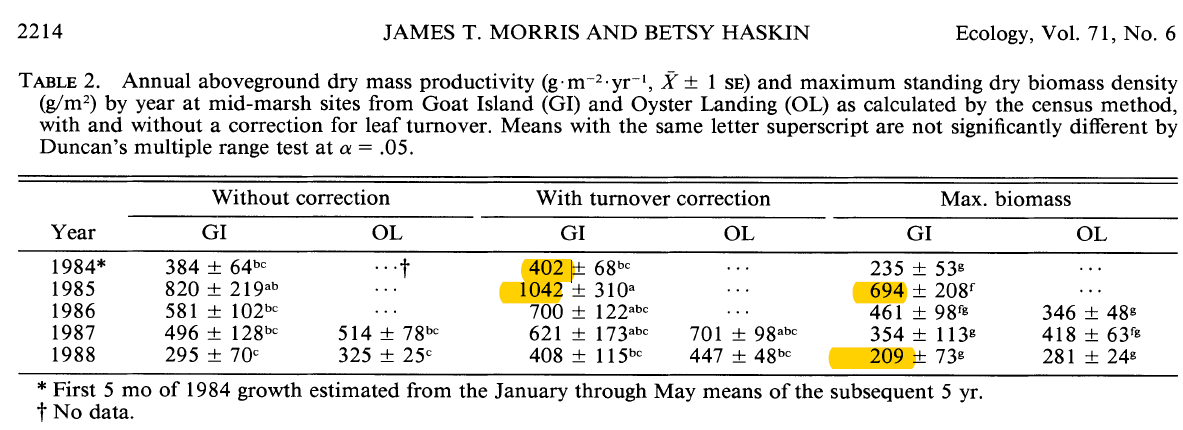 2214 JAMES T. MORRIS AND BETSY HASKIN Ecology, Vol. 71, No. 6
TABLE 2. Annual aboveground dry mass productivity (g·m⁻²·yr⁻¹, X̄ ± 1 SE) and maximum standing dry biomass density
(g/m²) by year at mid-marsh sites from Goat Island (GI) and Oyster Landing (OL) as calculated by the census method,
with and without a correction for leaf turnover. Means with the same letter superscript are not significantly different by
Duncan's multiple range test at α = .05.
Without correction With turnover correction Max. biomass
Year GI OL GI OL GI OL
1984* 384 ± 64ᵇᶜ ...† 402 ± 68ᵇᶜ ... 235 ± 53ᵍ ...
1985 820 ± 219ᵃᵇ ... 1042 ± 310ᵃ ... 694 ± 208ᶠ ...
1986 581 ± 102ᵇᶜ ... 700 ± 122ᵃᵇᶜ ... 461 ± 98ᶠᵍ 346 ± 48ᵍ
1987 496 ± 128ᵇᶜ 514 ± 78ᵇᶜ 621 ± 173ᵃᵇᶜ 701 ± 98ᵃᵇᶜ 354 ± 113ᵍ 418 ± 63ᶠᵍ
1988 295 ± 70ᶜ 325 ± 25ᶜ 408 ± 115ᵇᶜ 447 ± 48ᵇᶜ 209 ± 73ᵍ 281 ± 24ᵍ
* First 5 mo of 1984 growth estimated from the January through May means of the subsequent 5 yr.
† No data.